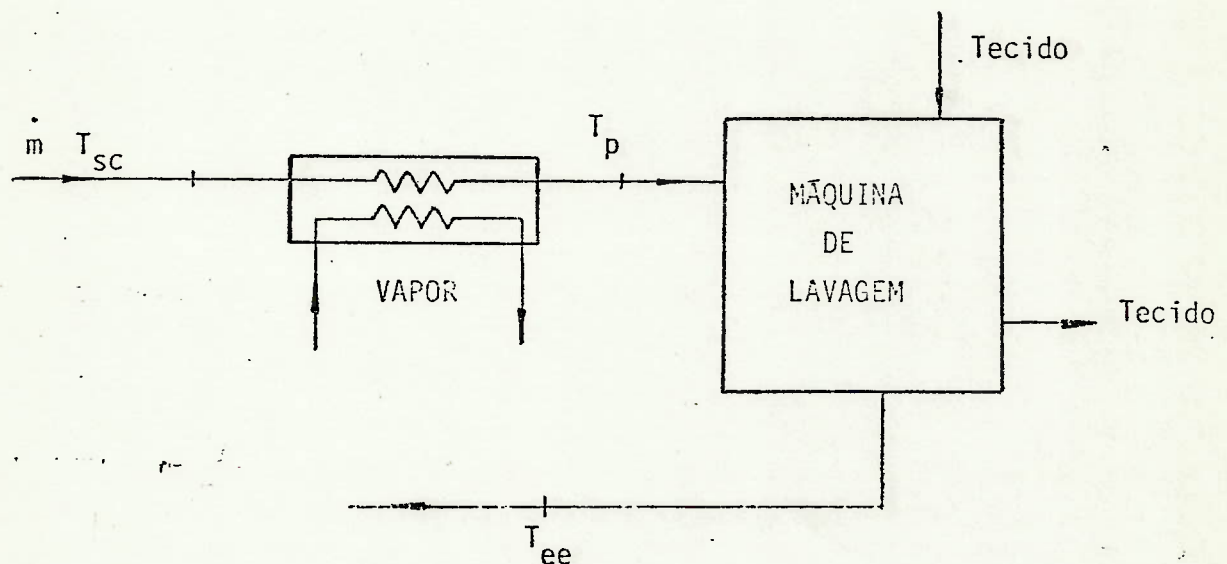 Tecido
ṁ T_sc
T_p
MÁQUINA
DE
LAVAGEM
VAPOR
Tecido
T_ee